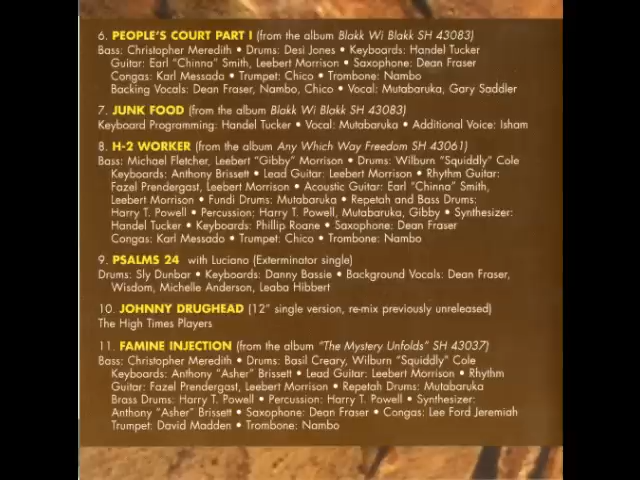 6. PEOPLE'S COURT PART I (from the album Blakk Wi Blakk SH 43083)
Bass: Christopher Meredith • Drums: Desi Jones • Keyboards: Handel Tucker
Guitar: Earl "Chinna" Smith, Leebert Morrison • Saxophone: Dean Fraser
Congas: Karl Messada • Trumpet: Chico • Trombone: Nambo
Backing Vocals: Dean Fraser, Nambo, Chico • Vocal: Mutabaruka, Gary Saddler
7. JUNK FOOD (from the album Blakk Wi Blakk SH 43083)
Keyboard Programming: Handel Tucker • Vocal: Mutabaruka • Additional Voice: Isham
8. H-2 WORKER (from the album Any Which Way Freedom SH 43061)
Bass: Michael Fletcher, Leebert "Gibby" Morrison • Drums: Wilburn "Squiddly" Cole
Keyboards: Anthony Brissett • Lead Guitar: Leebert Morrison • Rhythm Guitar:
Fazel Prendergast, Leebert Morrison • Acoustic Guitar: Earl "Chinna" Smith,
Leebert Morrison • Fundi Drums: Mutabaruka • Repetah and Bass Drums:
Harry T. Powell • Percussion: Harry T. Powell, Mutabaruka, Gibby • Synthesizer:
Handel Tucker • Keyboards: Phillip Roane • Saxophone: Dean Fraser
Congas: Karl Messado • Trumpet: Chico • Trombone: Nambo
9. PSALMS 24 with Luciano (Exterminator single)
Drums: Sly Dunbar • Keyboards: Danny Bassie • Background Vocals: Dean Fraser,
Wisdom, Michelle Anderson, Leaba Hibbert
10. JOHNNY DRUGHEAD (12" single version, re-mix previously unreleased)
The High Times Players
11. FAMINE INJECTION (from the album "The Mystery Unfolds" SH 43037)
Bass: Christopher Meredith • Drums: Basil Creary, Wilburn "Squiddly" Cole
Keyboards: Anthony "Asher" Brissett • Lead Guitar: Leebert Morrison • Rhythm
Guitar: Fazel Prendergast, Leebert Morrison • Repetah Drums: Mutabaruka
Brass Drums: Harry T. Powell • Percussion: Harry T. Powell • Synthesizer:
Anthony "Asher" Brissett • Saxophone: Dean Fraser • Congas: Lee Ford Jeremiah
Trumpet: David Madden • Trombone: Nambo